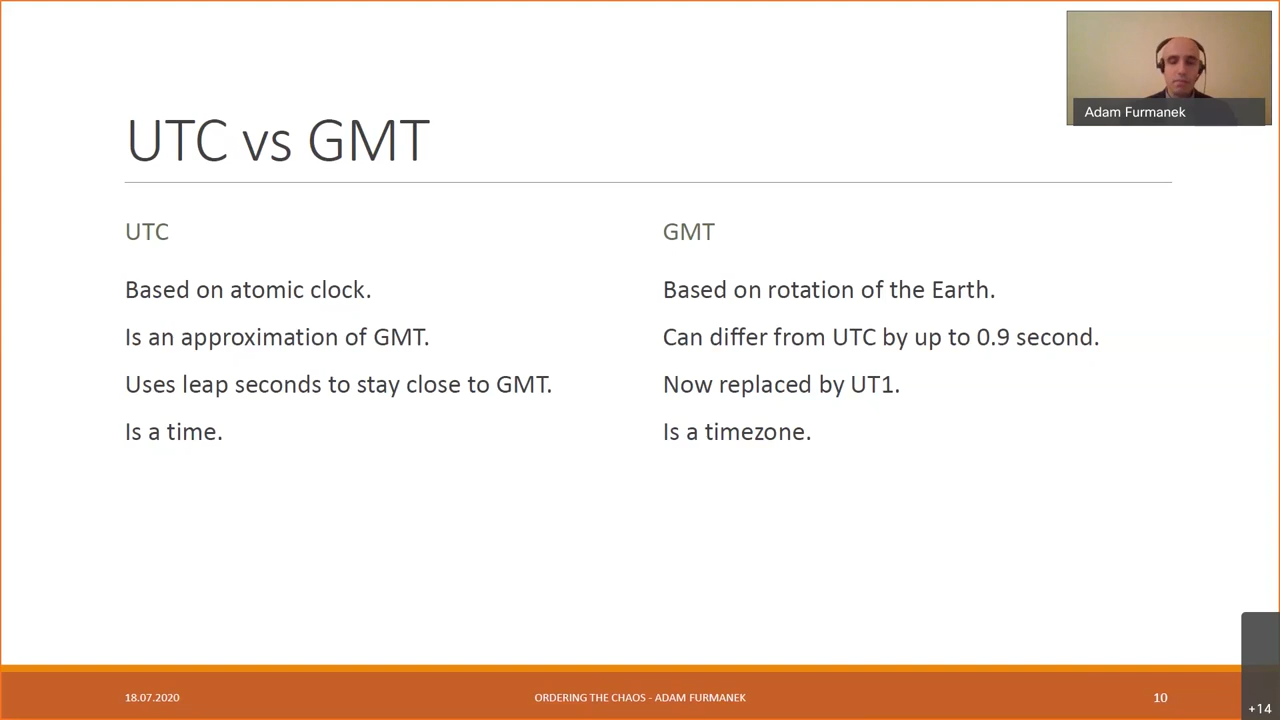 Adam Furmanek
UTC vs GMT
UTC
Based on atomic clock.
Is an approximation of GMT.
Uses leap seconds to stay close to GMT.
Is a time.
GMT
Based on rotation of the Earth.
Can differ from UTC by up to 0.9 second.
Now replaced by UT1.
Is a timezone.
18.07.2020
ORDERING THE CHAOS - ADAM FURMANEK
10
+14